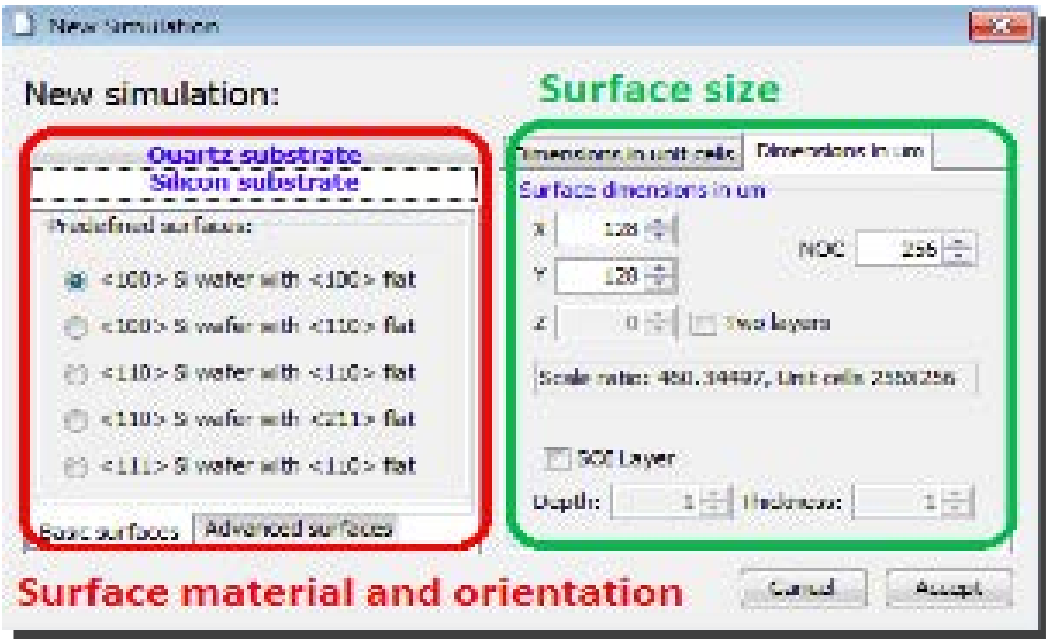 New Simulation
New simulation:
Surface size
Quartz substrate
Silicon substrate
Predefined surfaces:
<100> Si wafer with <100> flat
<100> Si wafer with <110> flat
<110> Si wafer with <110> flat
<110> Si wafer with <211> flat
<111> Si wafer with <110> flat
Basic surfaces Advanced surfaces
Dimensions in unit cells Dimensions in um
Surface dimensions in um
X 128 NOC 256
Y 128
Z 0 Two layers
Scale ratio: 460.34497, Unit cells 256X256
SOI Layer
Depth: 1 Thickness: 1
Surface material and orientation
Cancel Accept